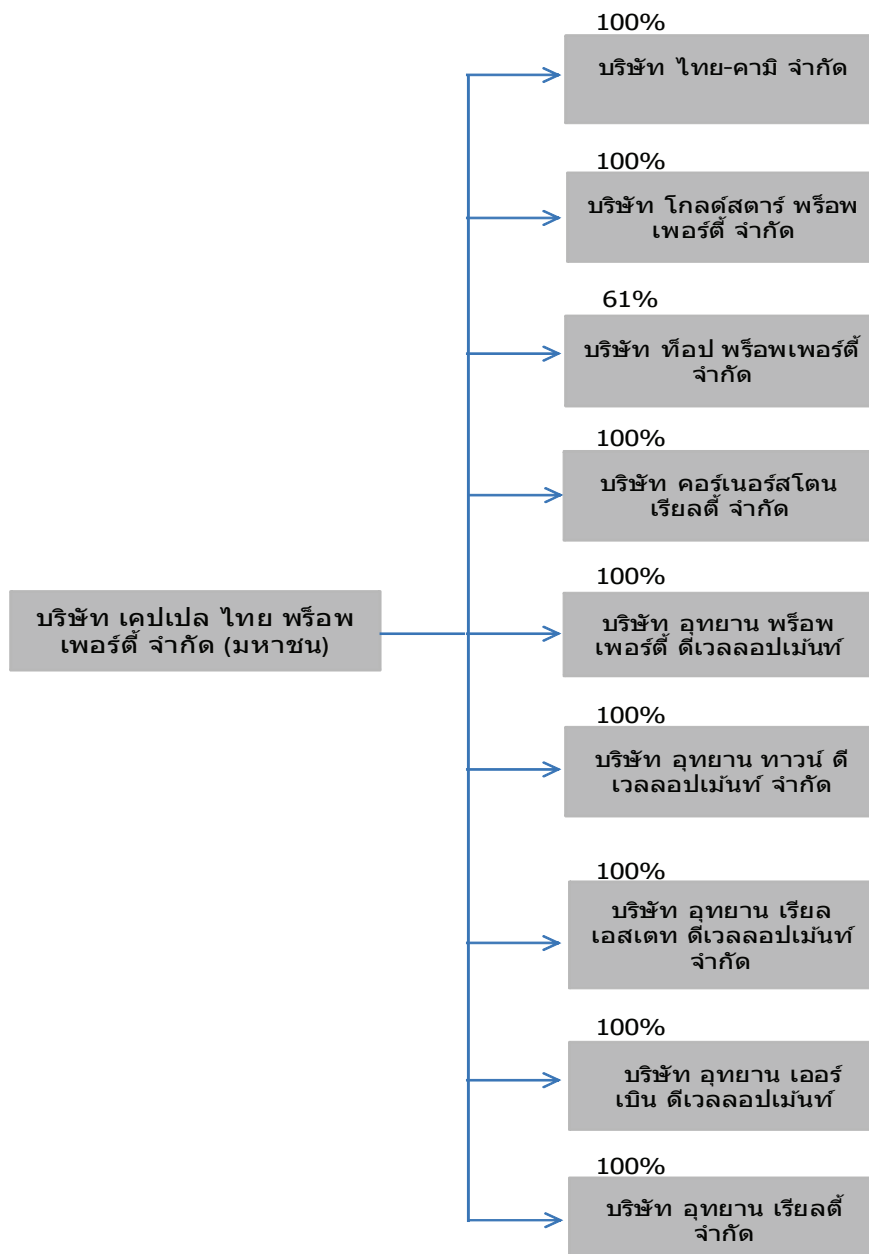 100%
บริษัท ไทย-คามิ จำกัด
100%
บริษัท โกลด์สตาร์ พร็อพ
เพอร์ตี้ จำกัด
61%
บริษัท ท็อป พร็อพเพอร์ตี้
จำกัด
100%
บริษัท คอร์เนอร์สโตน
เรียลตี้ จำกัด
บริษัท เคปเปล ไทย พร็อพ
เพอร์ตี้ จำกัด (มหาชน)
100%
บริษัท อุทยาน พร็อพ
เพอร์ตี้ ดีเวลลอปเม้นท์
100%
บริษัท อุทยาน ทาวน์ ดี
เวลลอปเม้นท์ จำกัด
100%
บริษัท อุทยาน เรียล
เอสเตท ดีเวลลอปเม้นท์
จำกัด
100%
บริษัท อุทยาน เออร์
เบิน ดีเวลลอปเม้นท์
100%
บริษัท อุทยาน เรียลตี้
จำกัด